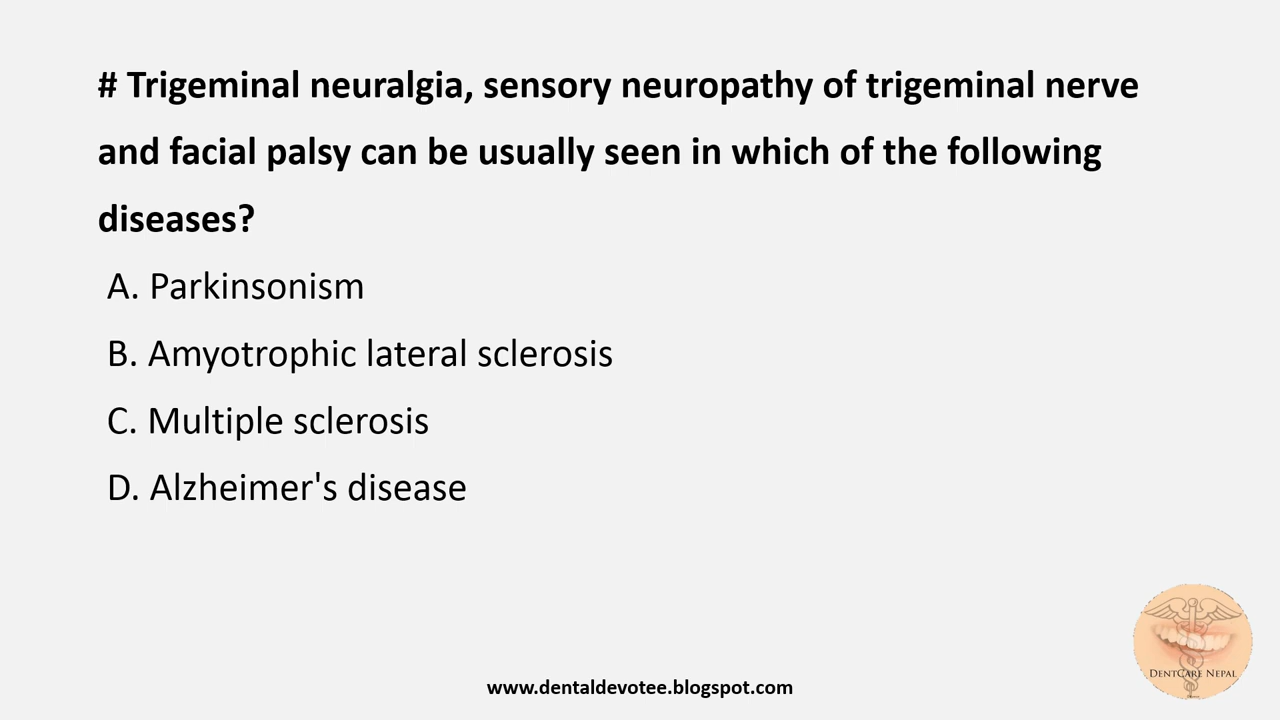 # Trigeminal neuralgia, sensory neuropathy of trigeminal nerve
and facial palsy can be usually seen in which of the following
diseases?
A. Parkinsonism
B. Amyotrophic lateral sclerosis
C. Multiple sclerosis
D. Alzheimer's disease
DENTCARE NEPAL
www.dentaldevotee.blogspot.com